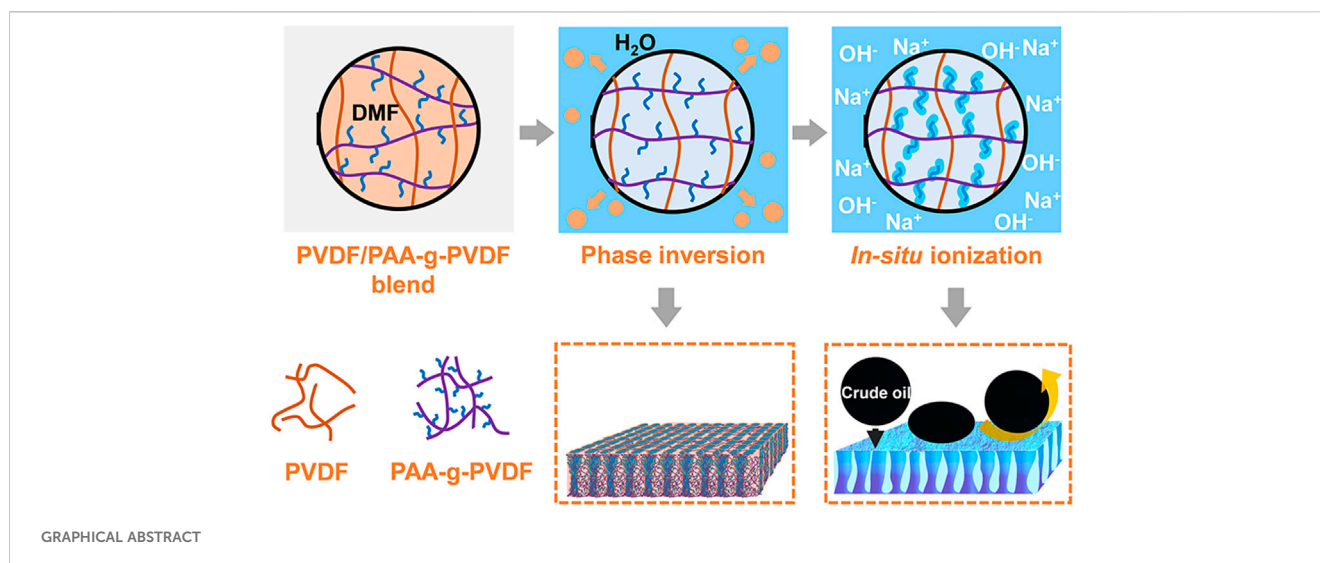 DMF
H₂O
OH⁻ Na⁺ OH⁻ Na⁺
Na⁺ Na⁺
Na⁺ OH⁻
OH⁻ Na⁺
Na⁺ OH⁻
PVDF/PAA-g-PVDF
blend
Phase inversion
In-situ ionization
PVDF
PAA-g-PVDF
Crude oil
GRAPHICAL ABSTRACT